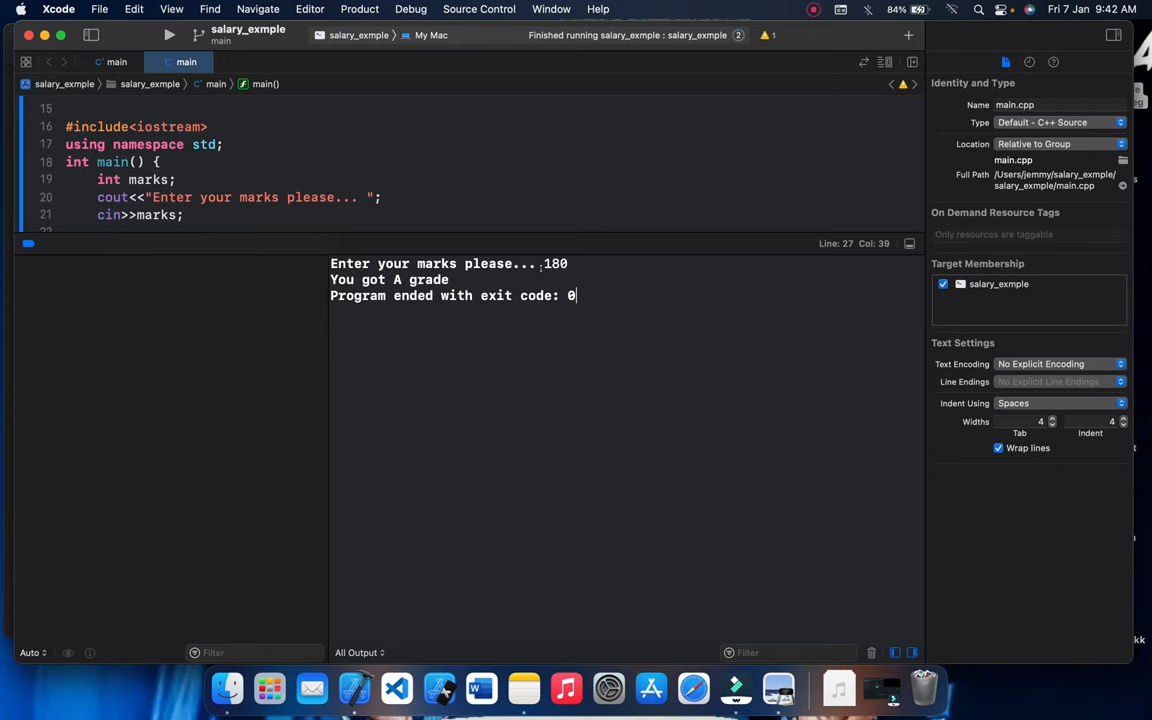 Xcode File Edit View Find Navigate Editor Product Debug Source Control Window Help 84% Fri 7 Jan 9:42 AM
salary_exmple
main
salary_exmple 〉 My Mac
Finished running salary_exmple : salary_exmple 2 1
main main
salary_exmple 〉 salary_exmple 〉 main 〉 main()
15
16 #include<iostream>
17 using namespace std;
18 int main() {
19 int marks;
20 cout<<"Enter your marks please... ";
21 cin>>marks;
Line: 27 Col: 39
Enter your marks please... 180
You got A grade
Program ended with exit code: 0
Auto
Filter
All Output
Filter
Identity and Type
Name main.cpp
Type Default - C++ Source
Location Relative to Group
main.cpp
Full Path /Users/jemmy/salary_exmple/
salary_exmple/main.cpp
On Demand Resource Tags
Only resources are taggable
Target Membership
salary_exmple
Text Settings
Text Encoding No Explicit Encoding
Line Endings No Explicit Line Endings
Indent Using Spaces
Widths 4 4
Tab Indent
Wrap lines